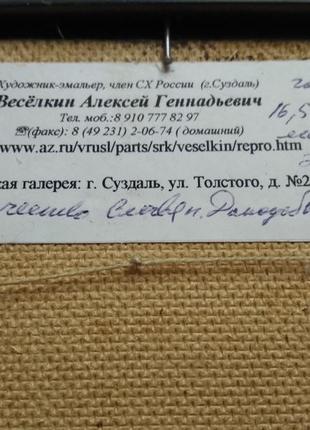 Художник-эмальер, член СХ России (г.Суздаль)
Весёлкин Алексей Геннадьевич
16,5
Тел. моб.:8 910 777 82 97
☎(факс): 8 (49 231) 2-06-74 ( домашний)
www.az.ru/vrusl/parts/srk/veselkin/repro.htm
кая галерея: г. Суздаль, ул. Толстого, д. №2